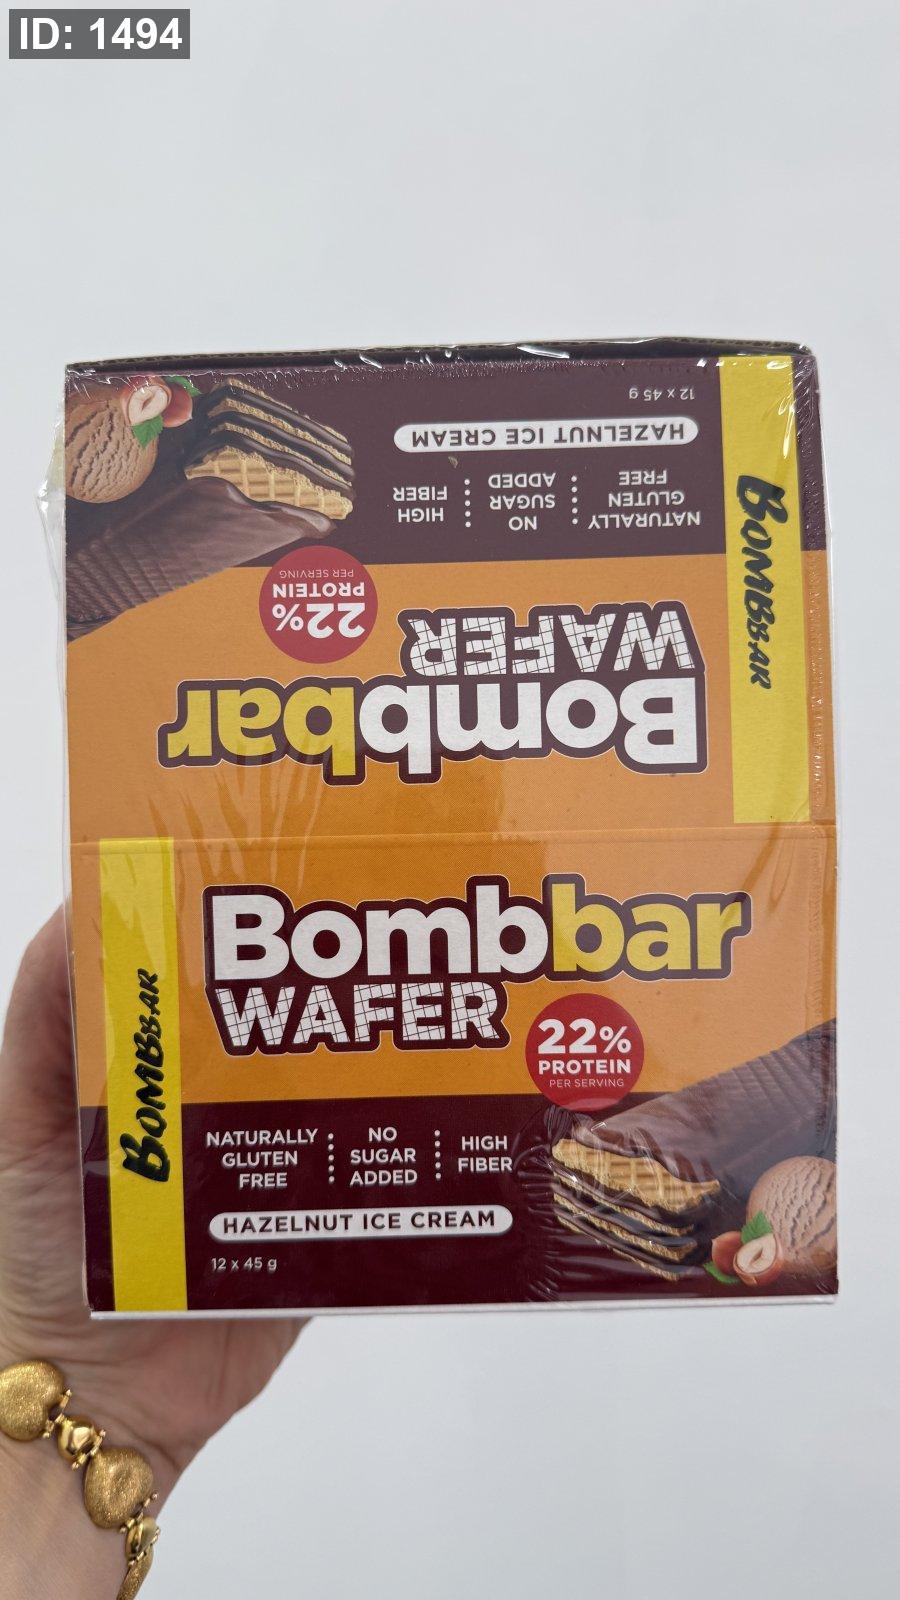 ID: 1494
12 x 45 g
HAZELNUT ICE CREAM
NATURALLY
GLUTEN
FREE
NO
SUGAR
ADDED
HIGH
FIBER
22%
PROTEIN
PER SERVING
Bombbar
WAFER
BOMBBAR
Bombbar
WAFER
22%
PROTEIN
PER SERVING
BOMBBAR
NATURALLY
GLUTEN
FREE
NO
SUGAR
ADDED
HIGH
FIBER
HAZELNUT ICE CREAM
12 x 45 g